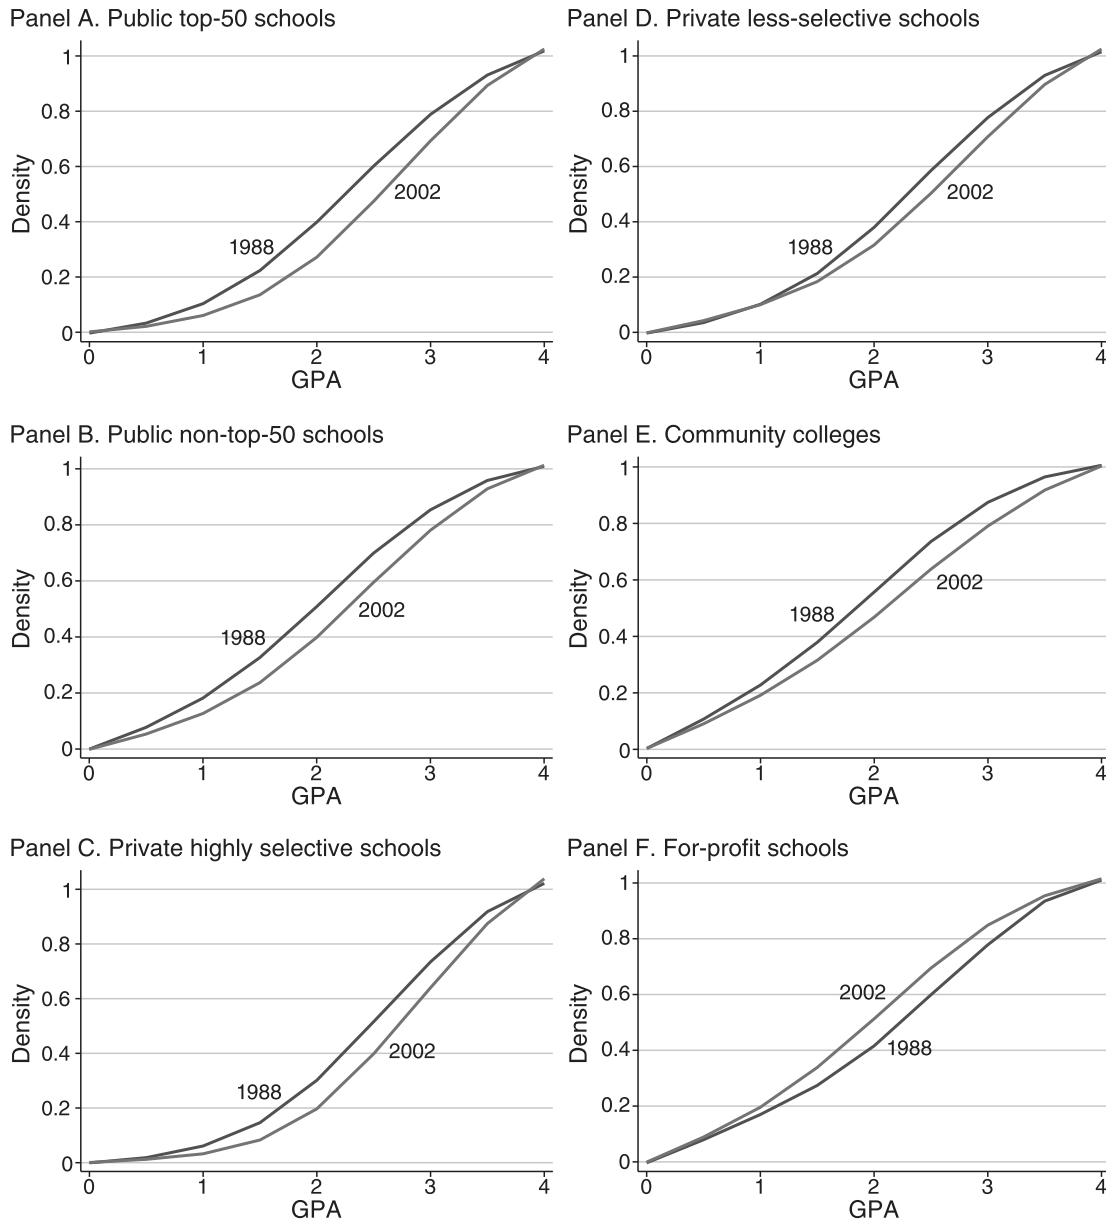 Panel A. Public top-50 schools
1
0.8
0.6
0.4
0.2
0
Density
1988
2002
0 1 2 3 4
GPA
Panel D. Private less-selective schools
1
0.8
0.6
0.4
0.2
0
Density
2002
1988
0 1 2 3 4
GPA
Panel B. Public non-top-50 schools
1
0.8
0.6
0.4
0.2
0
Density
1988
2002
0 1 2 3 4
GPA
Panel E. Community colleges
1
0.8
0.6
0.4
0.2
0
Density
2002
1988
0 1 2 3 4
GPA
Panel C. Private highly selective schools
1
0.8
0.6
0.4
0.2
0
Density
2002
1988
0 1 2 3 4
GPA
Panel F. For-profit schools
1
0.8
0.6
0.4
0.2
0
Density
2002
1988
0 1 2 3 4
GPA